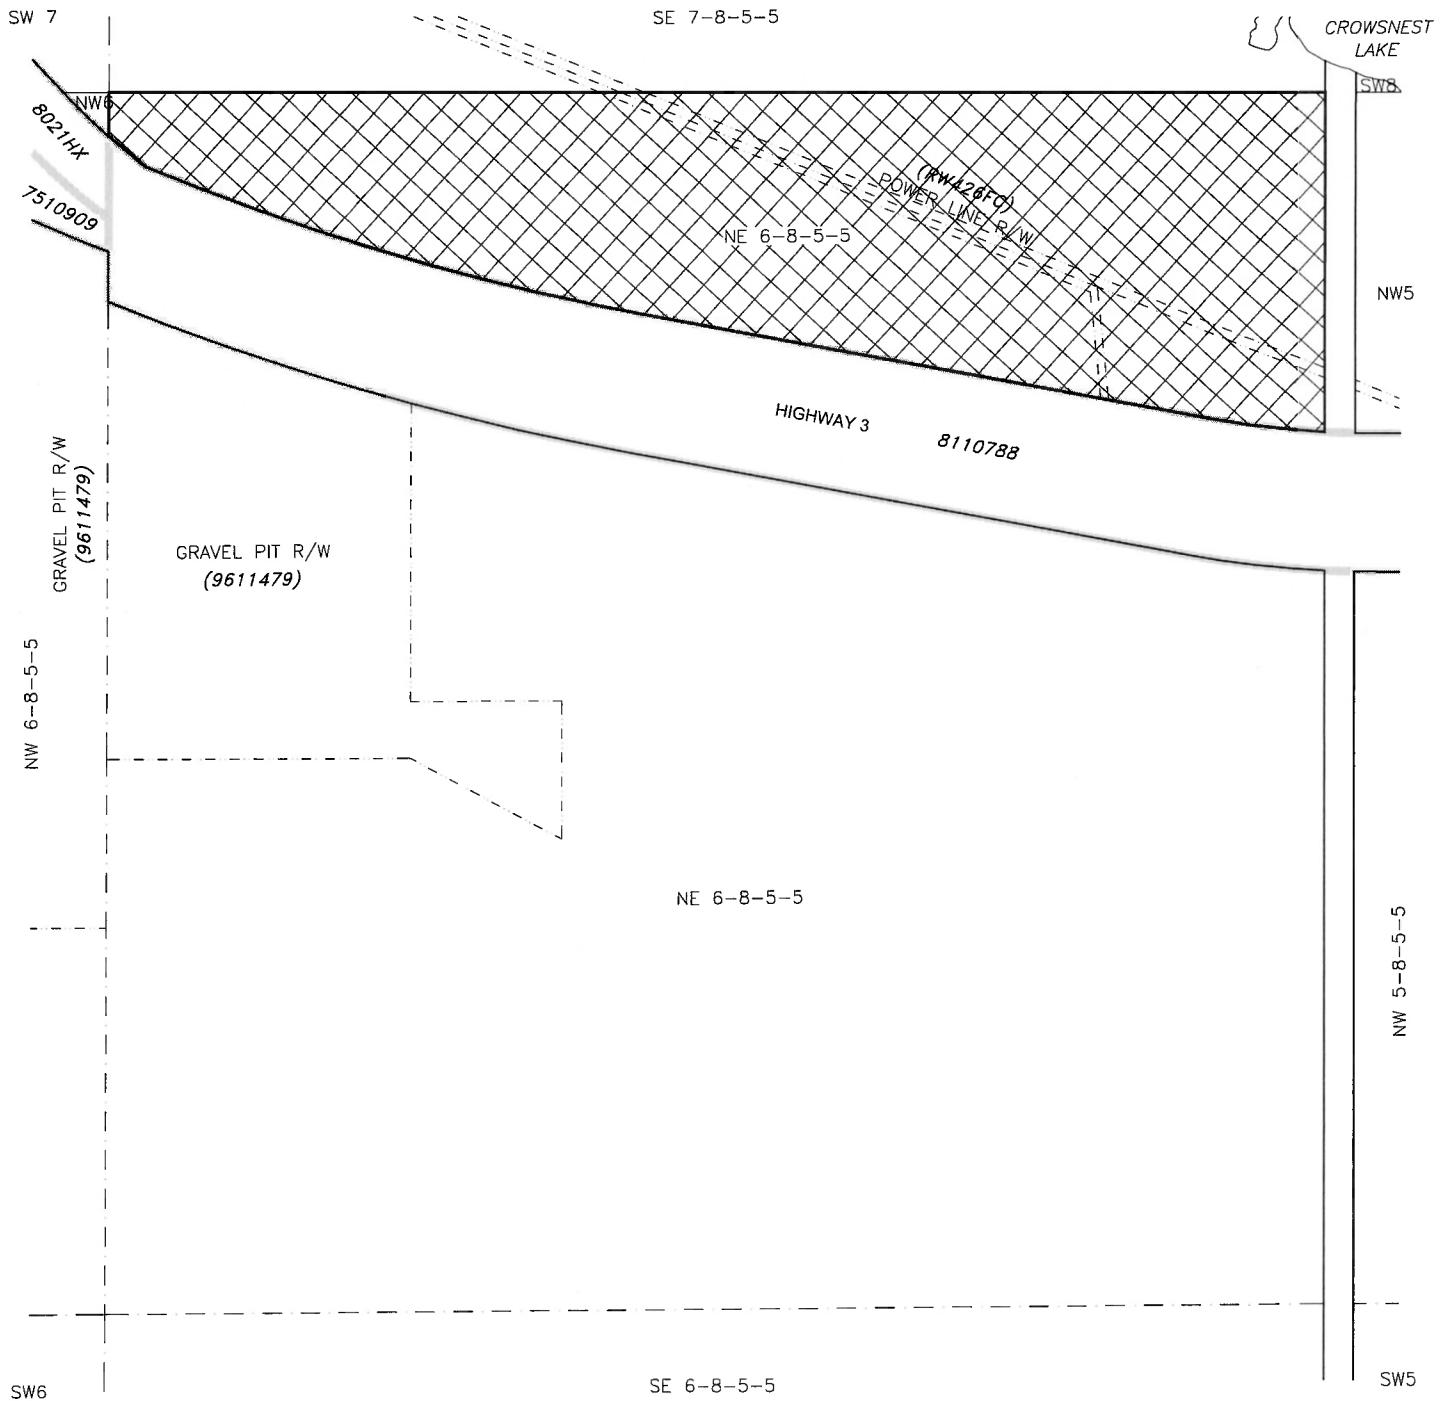 SW 7
SE 7-8-5-5
CROWSNEST
LAKE
SW8
NW6
8021HX
7510909
(RW426FC)
POWER LINE R/W
NE 6-8-5-5
NW5
HIGHWAY 3
8110788
GRAVEL PIT R/W
(9611479)
GRAVEL PIT R/W
(9611479)
NW 6-8-5-5
NE 6-8-5-5
NW 5-8-5-5
SW6
SE 6-8-5-5
SW5